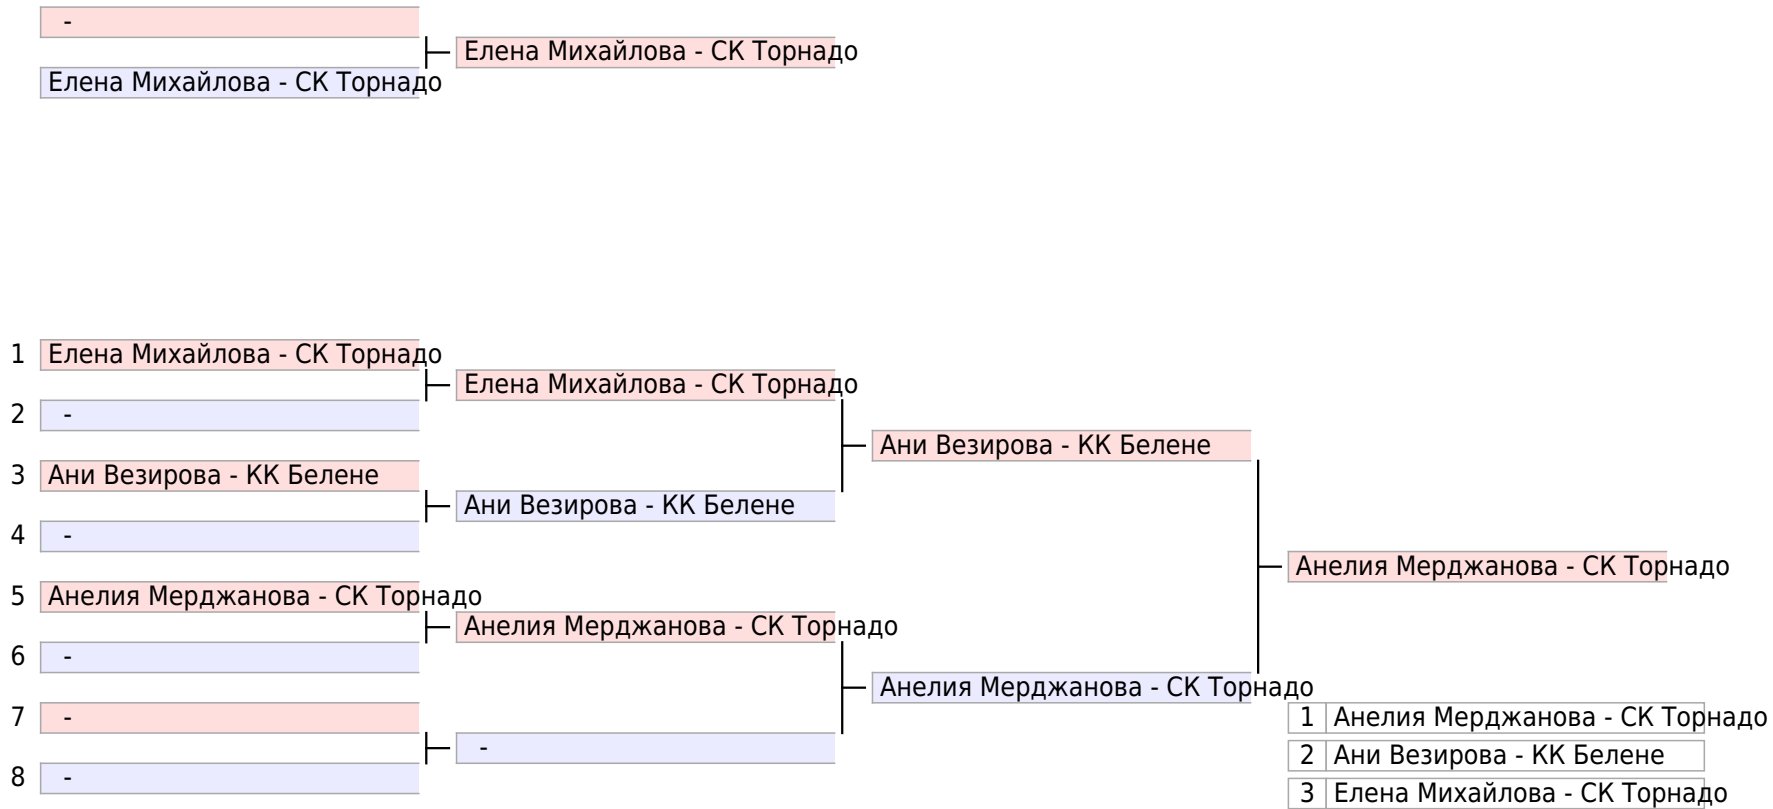 -
Елена Михайлова - СК Торнадо
Елена Михайлова - СК Торнадо
1 Елена Михайлова - СК Торнадо
Елена Михайлова - СК Торнадо
2 -
Ани Везирова - КК Белене
3 Ани Везирова - КК Белене
Ани Везирова - КК Белене
4 -
Анелия Мерджанова - СК Торнадо
5 Анелия Мерджанова - СК Торнадо
Анелия Мерджанова - СК Торнадо
6 -
Анелия Мерджанова - СК Торнадо
7 -
1 Анелия Мерджанова - СК Торнадо
-
2 Ани Везирова - КК Белене
8 -
3 Елена Михайлова - СК Торнадо